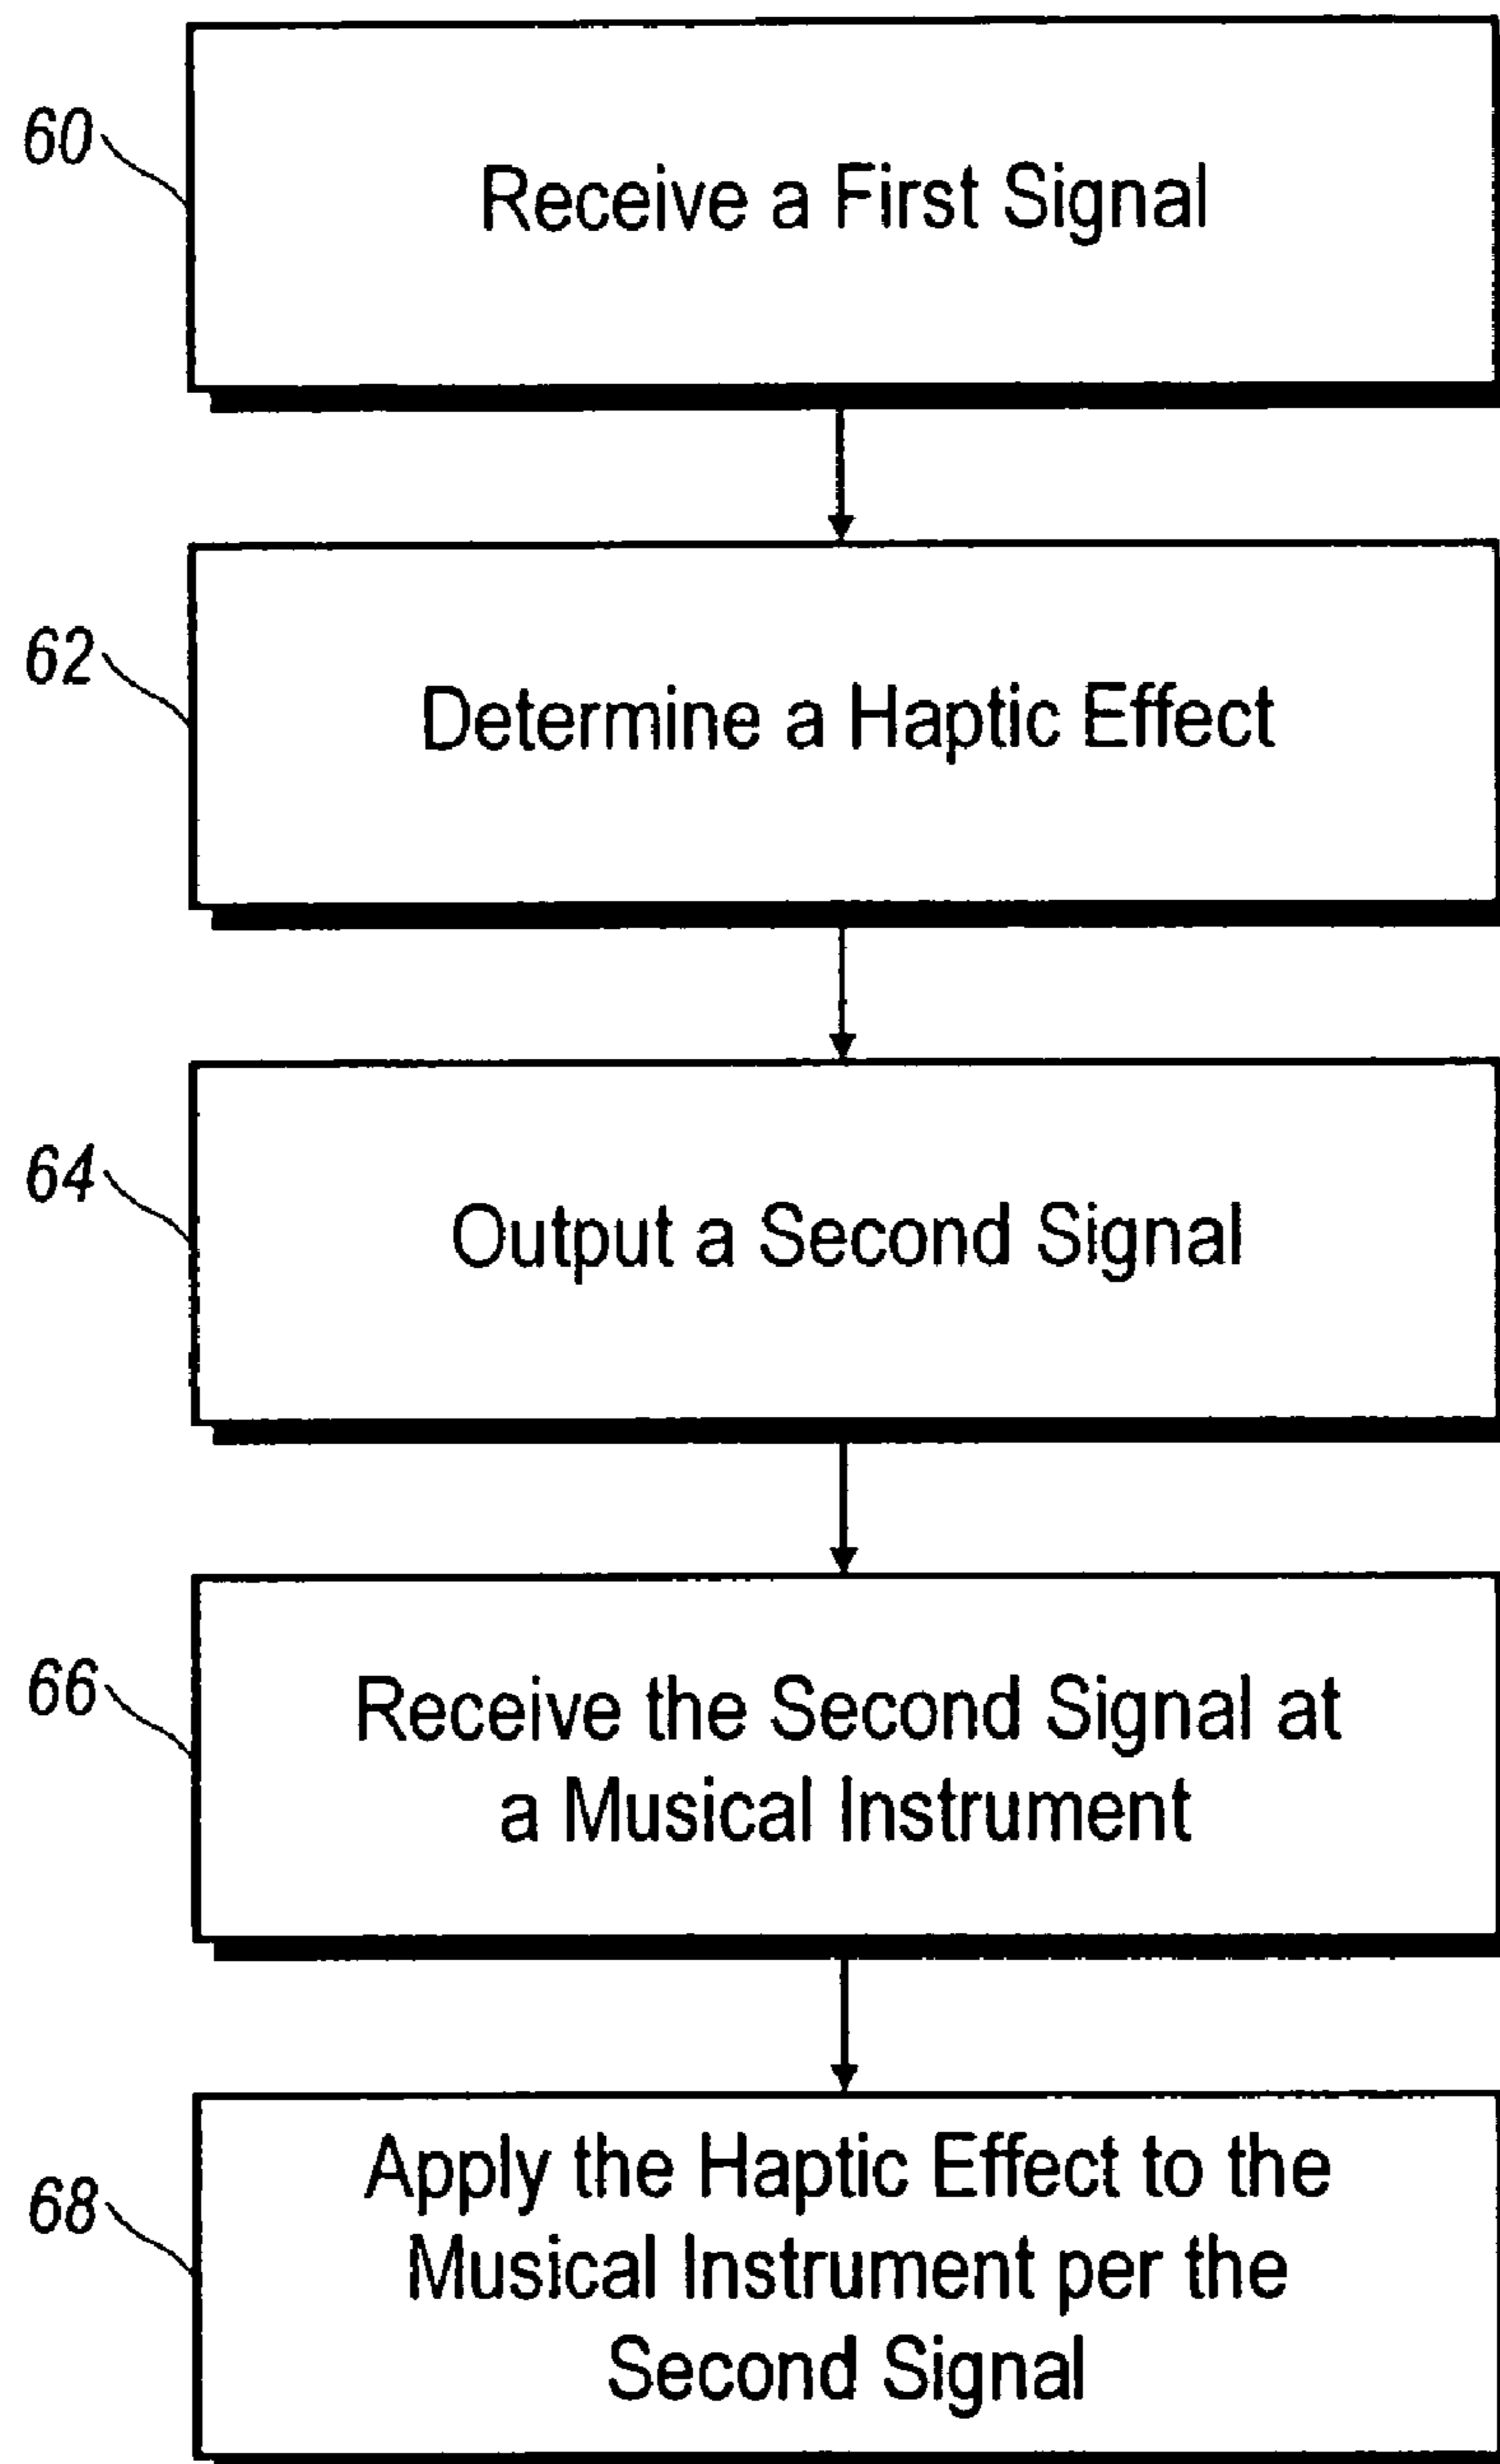 60
Receive a First Signal
62
Determine a Haptic Effect
64
Output a Second Signal
66
Receive the Second Signal at
a Musical Instrument
68
Apply the Haptic Effect to the
Musical Instrument per the
Second Signal